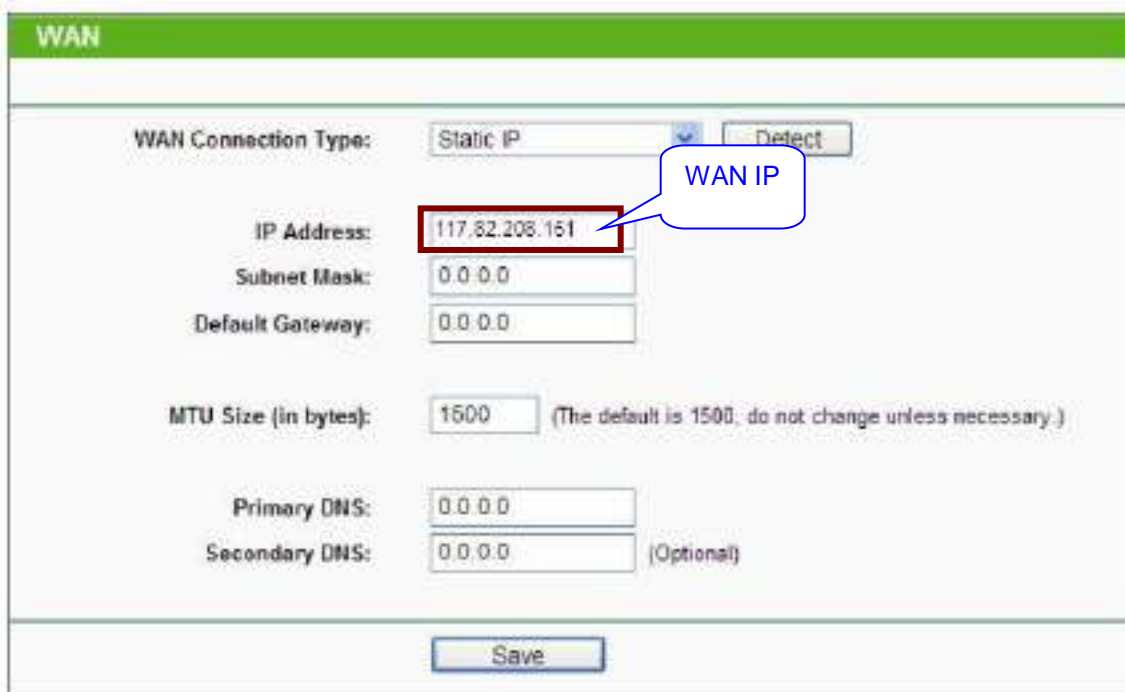 WAN
WAN Connection Type: Static IP Detect
WAN IP
IP Address: 117.82.208.161
Subnet Mask: 0.0.0.0
Default Gateway: 0.0.0.0
MTU Size (in bytes): 1500 (The default is 1500, do not change unless necessary.)
Primary DNS: 0.0.0.0
Secondary DNS: 0.0.0.0 (Optional)
Save